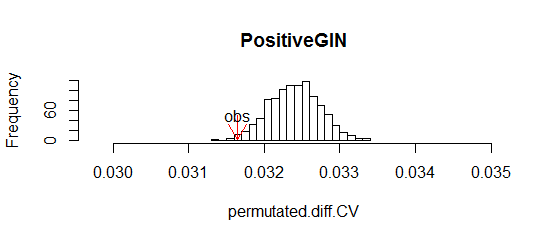 PositiveGIN
Frequency
60
0
obs
0.030 0.031 0.032 0.033 0.034 0.035
permutated.diff.CV